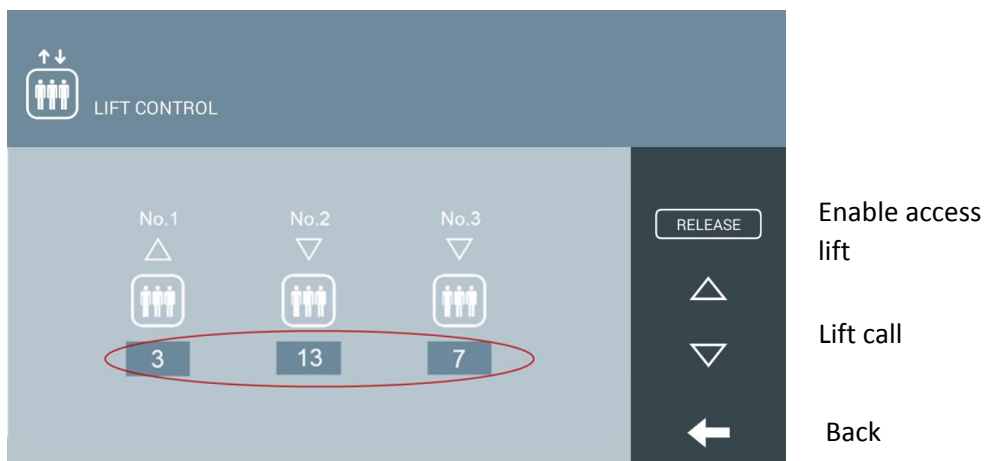 LIFT CONTROL
No.1 No.2 No.3
3 13 7
RELEASE
Enable access
lift
Lift call
Back